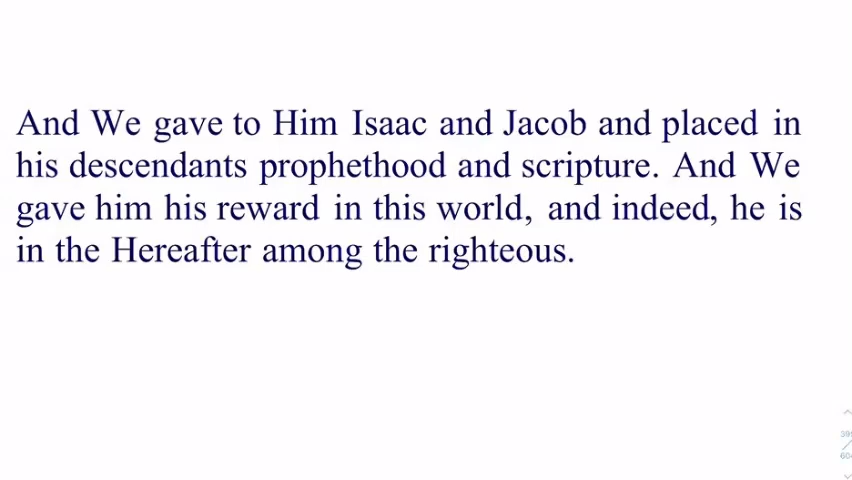 And We gave to Him Isaac and Jacob and placed in
his descendants prophethood and scripture. And We
gave him his reward in this world, and indeed, he is
in the Hereafter among the righteous.